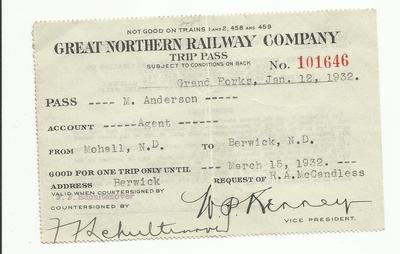 NOT GOOD ON TRAINS 1 AND 2, 458 AND 459
GREAT NORTHERN RAILWAY COMPANY
TRIP PASS
SUBJECT TO CONDITIONS ON BACK
No. 101646
Grand Forks, Jan. 12, 1932.
PASS ---- M. Anderson -----
ACCOUNT -----Agent ------
FROM Mohall, N.D. TO Berwick, N.D.
GOOD FOR ONE TRIP ONLY UNTIL --- March 15, 1932. ---
ADDRESS Berwick REQUEST OF R.A.McCandless
VALID WHEN COUNTERSIGNED BY
COUNTERSIGNED BY
W.P. Kenney
VICE PRESIDENT.